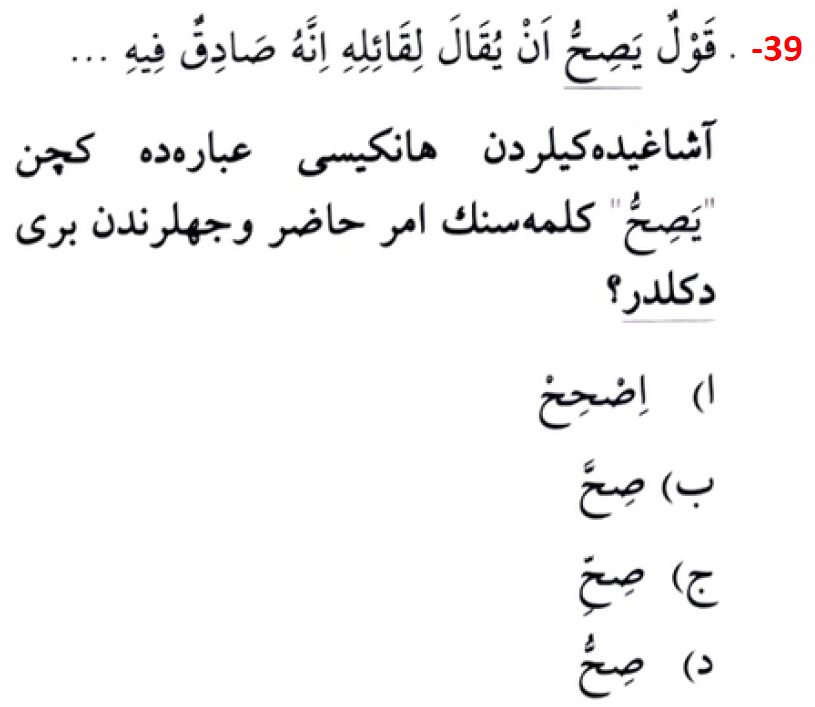 39- . قَوْلٌ يَصِحُّ اَنْ يُقَالَ لِقَائِلِهِ اِنَّهُ صَادِقٌ فِيهِ ...
آشاغيده‌كيلردن هانكيسى عباره‌ده كچن
"يَصِحُّ" كلمه‌سنك امر حاضر وجهلرندن برى
دكلدر؟
ا) اِصْحِحْ
ب) صِحَّ
ج) صِحِّ
د) صِحُّ